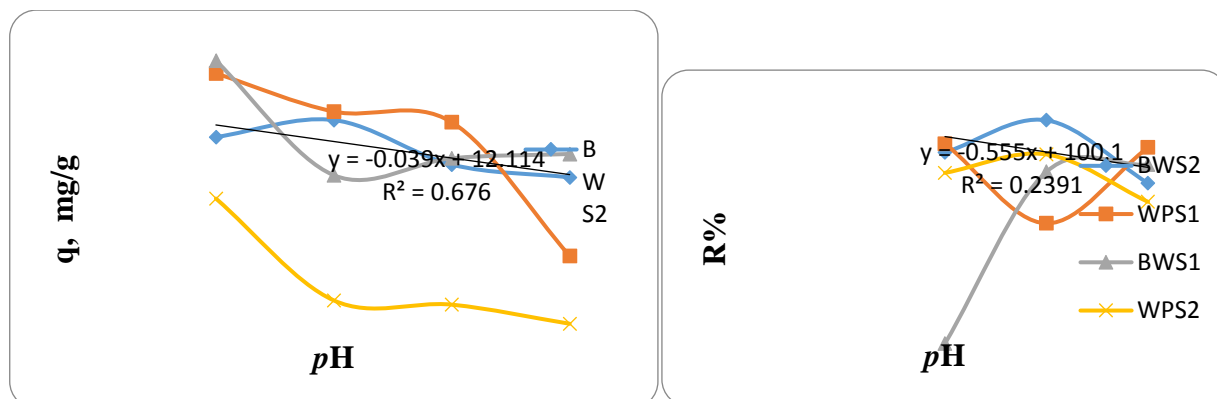 q, mg/g
y = -0.039x + 12.114
R² = 0.676
B
W
S2
pH
R%
y = -0.555x + 100.1
R² = 0.2391
BWS2
WPS1
BWS1
WPS2
pH